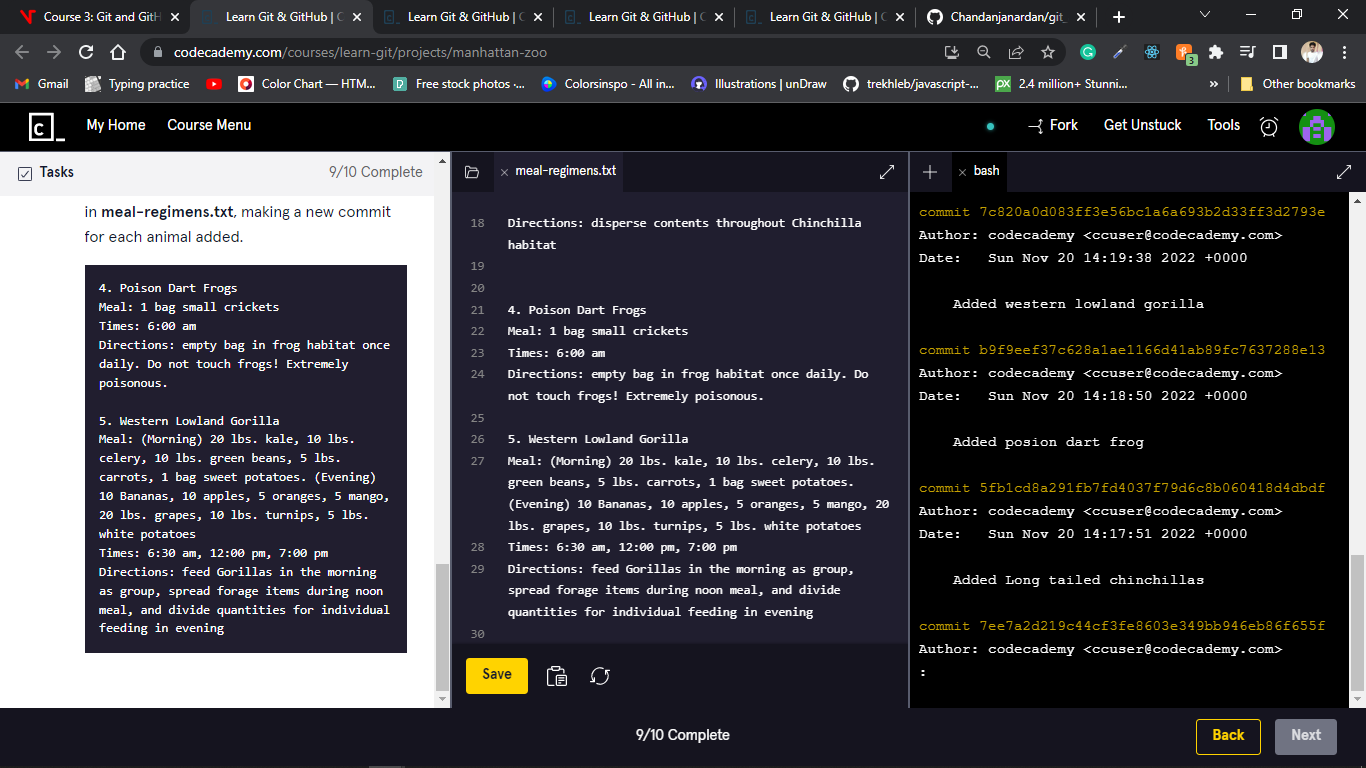 Course 3: Git and GitH
Learn Git & GitHub | C
Learn Git & GitHub | C
Learn Git & GitHub | C
Learn Git & GitHub | C
Chandanjanardan/git_
codecademy.com/courses/learn-git/projects/manhattan-zoo
3
Gmail
Typing practice
Color Chart — HTM...
Free stock photos ·...
Colorsinspo - All in...
Illustrations | unDraw
trekhleb/javascript-...
2.4 million+ Stunni...
»
Other bookmarks
My Home
Course Menu
Fork
Get Unstuck
Tools
Tasks
9/10 Complete
in meal-regimens.txt, making a new commit
for each animal added.
4. Poison Dart Frogs
Meal: 1 bag small crickets
Times: 6:00 am
Directions: empty bag in frog habitat once
daily. Do not touch frogs! Extremely
poisonous.
5. Western Lowland Gorilla
Meal: (Morning) 20 lbs. kale, 10 lbs.
celery, 10 lbs. green beans, 5 lbs.
carrots, 1 bag sweet potatoes. (Evening)
10 Bananas, 10 apples, 5 oranges, 5 mango,
20 lbs. grapes, 10 lbs. turnips, 5 lbs.
white potatoes
Times: 6:30 am, 12:00 pm, 7:00 pm
Directions: feed Gorillas in the morning
as group, spread forage items during noon
meal, and divide quantities for individual
feeding in evening
meal-regimens.txt
18 Directions: disperse contents throughout Chinchilla
habitat
19
20
21 4. Poison Dart Frogs
22 Meal: 1 bag small crickets
23 Times: 6:00 am
24 Directions: empty bag in frog habitat once daily. Do
not touch frogs! Extremely poisonous.
25
26 5. Western Lowland Gorilla
27 Meal: (Morning) 20 lbs. kale, 10 lbs. celery, 10 lbs.
green beans, 5 lbs. carrots, 1 bag sweet potatoes.
(Evening) 10 Bananas, 10 apples, 5 oranges, 5 mango, 20
lbs. grapes, 10 lbs. turnips, 5 lbs. white potatoes
28 Times: 6:30 am, 12:00 pm, 7:00 pm
29 Directions: feed Gorillas in the morning as group,
spread forage items during noon meal, and divide
quantities for individual feeding in evening
30
Save
bash
commit 7c820a0d083ff3e56bc1a6a693b2d33ff3d2793e
Author: codecademy <ccuser@codecademy.com>
Date:   Sun Nov 20 14:19:38 2022 +0000
Added western lowland gorilla
commit b9f9eef37c628a1ae1166d41ab89fc7637288e13
Author: codecademy <ccuser@codecademy.com>
Date:   Sun Nov 20 14:18:50 2022 +0000
Added posion dart frog
commit 5fb1cd8a291fb7fd4037f79d6c8b060418d4dbdf
Author: codecademy <ccuser@codecademy.com>
Date:   Sun Nov 20 14:17:51 2022 +0000
Added Long tailed chinchillas
commit 7ee7a2d219c44cf3fe8603e349bb946eb86f655f
Author: codecademy <ccuser@codecademy.com>
:
9/10 Complete
Back
Next